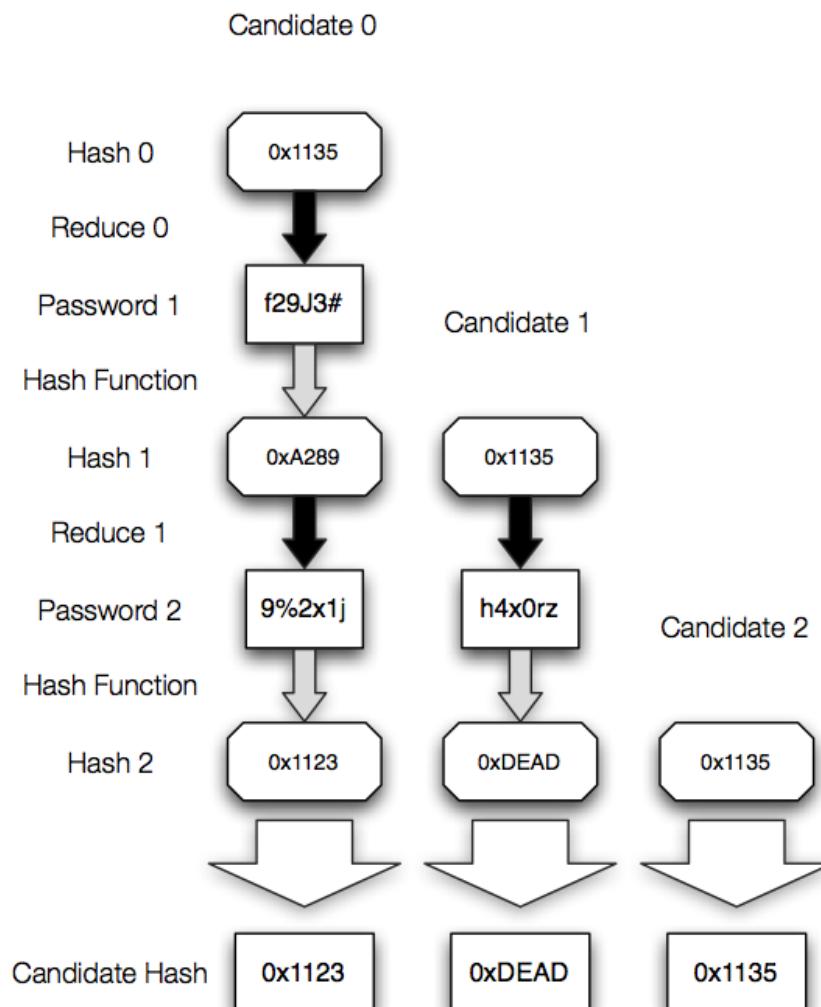 Candidate 0
Hash 0
0x1135
Reduce 0
Password 1
f29J3#
Candidate 1
Hash Function
Hash 1
0xA289
0x1135
Reduce 1
Password 2
9%2x1j
h4x0rz
Candidate 2
Hash Function
Hash 2
0x1123
0xDEAD
0x1135
Candidate Hash
0x1123
0xDEAD
0x1135